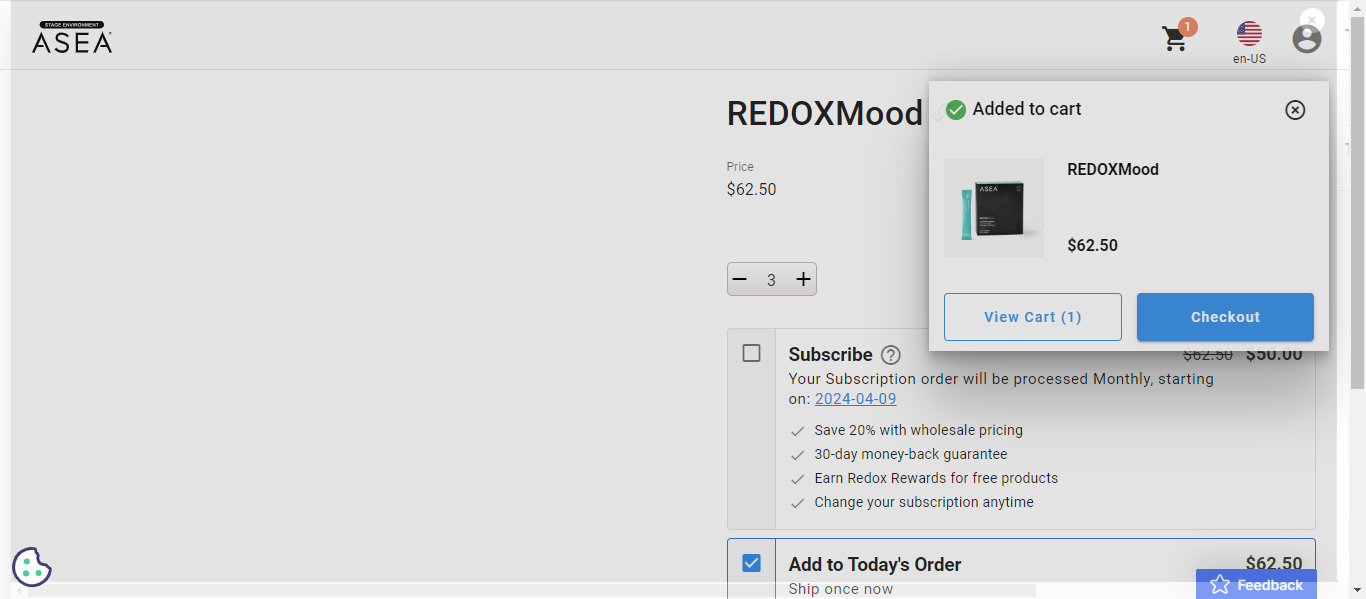 STAGE ENVIRONMENT
ASEA
1
en-US
REDOXMood
Added to cart
Price
$62.50
ASEA
REDOXMood
$62.50
3
View Cart (1)
Checkout
Subscribe
$62.50 $50.00
Your Subscription order will be processed Monthly, starting
on: 2024-04-09
Save 20% with wholesale pricing
30-day money-back guarantee
Earn Redox Rewards for free products
Change your subscription anytime
Add to Today's Order
$62.50
Ship once now
Feedback